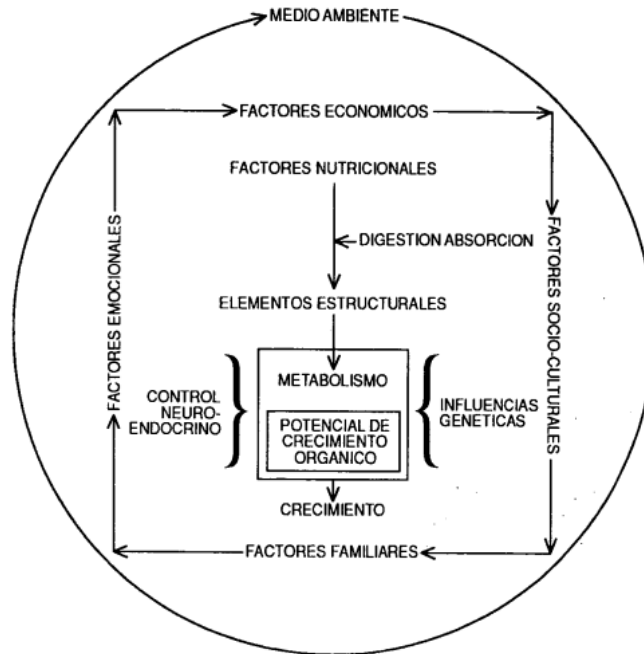 MEDIO AMBIENTE
FACTORES ECONOMICOS
FACTORES NUTRICIONALES
DIGESTION ABSORCION
FACTORES EMOCIONALES
FACTORES SOCIO-CULTURALES
ELEMENTOS ESTRUCTURALES
METABOLISMO
CONTROL
NEURO-
ENDOCRINO
INFLUENCIAS
GENETICAS
POTENCIAL DE
CRECIMIENTO
ORGANICO
CRECIMIENTO
FACTORES FAMILIARES